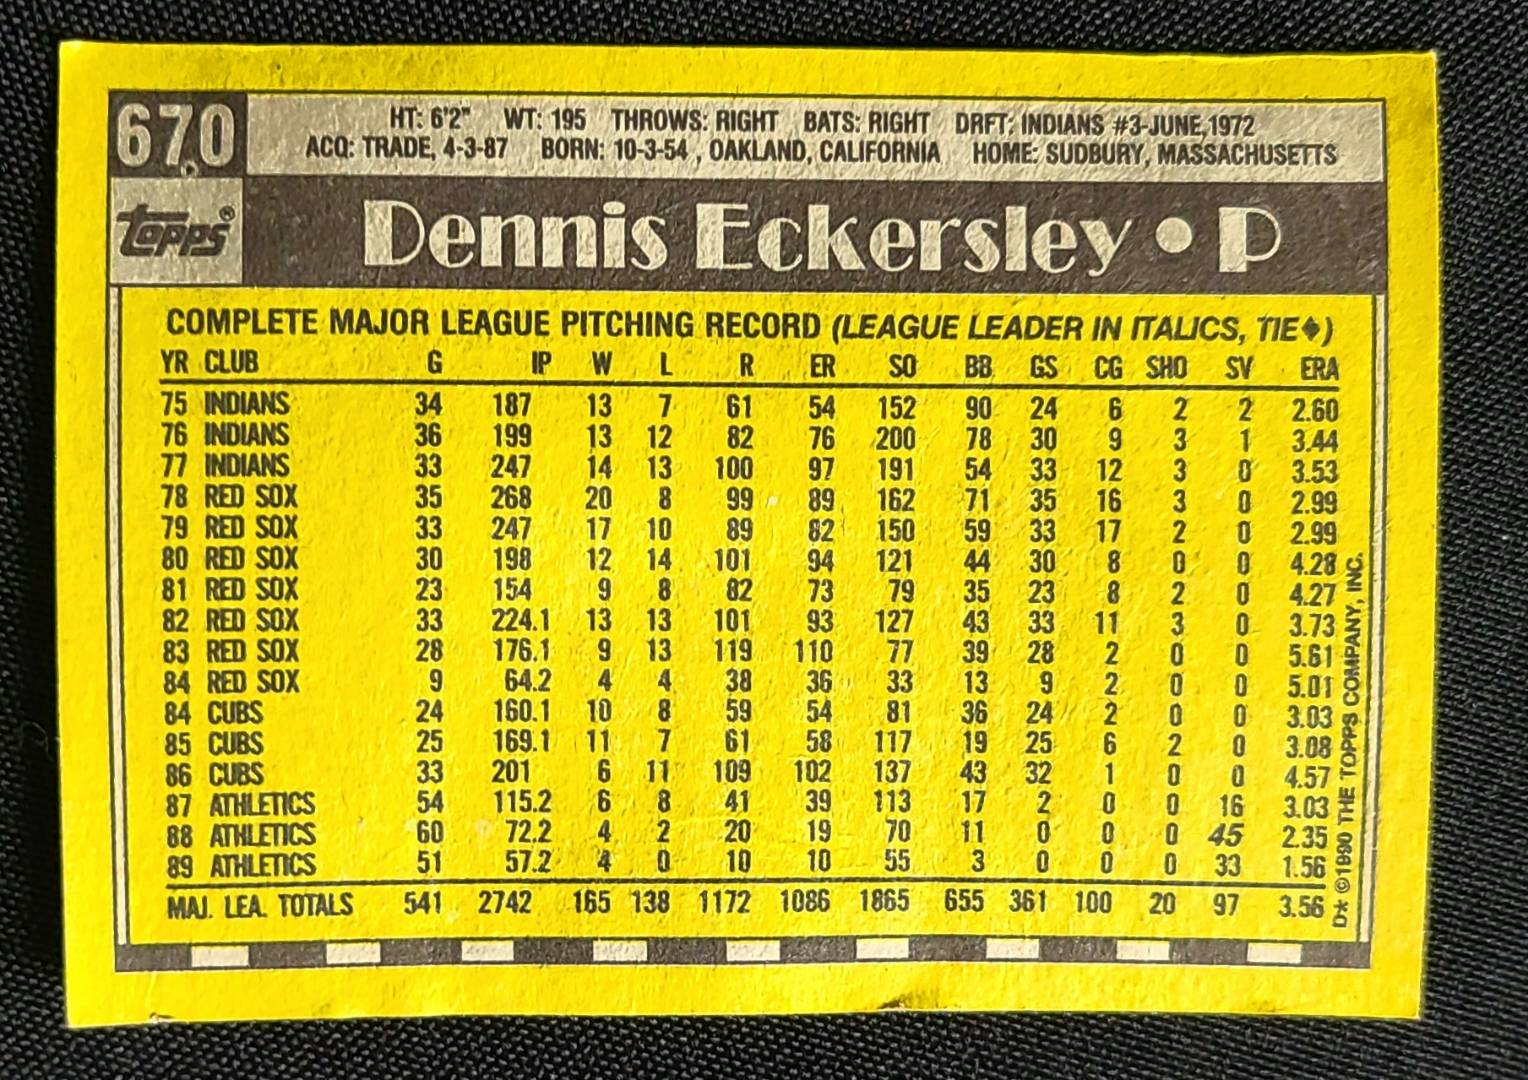 670
HT: 6'2" WT: 195 THROWS: RIGHT BATS: RIGHT DRFT: INDIANS #3-JUNE, 1972
ACQ: TRADE, 4-3-87 BORN: 10-3-54, OAKLAND, CALIFORNIA HOME: SUDBURY, MASSACHUSETTS
Topps®
Dennis Eckersley • P
COMPLETE MAJOR LEAGUE PITCHING RECORD (LEAGUE LEADER IN ITALICS, TIE♦)
YR CLUB G IP W L R ER SO BB GS CG SHO SV ERA
75 INDIANS 34 187 13 7 61 54 152 90 24 6 2 2 2.60
76 INDIANS 36 199 13 12 82 76 200 78 30 9 3 1 3.44
77 INDIANS 33 247 14 13 100 97 191 54 33 12 3 0 3.53
78 RED SOX 35 268 20 8 99 89 162 71 35 16 3 0 2.99
79 RED SOX 33 247 17 10 89 82 150 59 33 17 2 0 2.99
80 RED SOX 30 198 12 14 101 94 121 44 30 8 0 0 4.28
81 RED SOX 23 154 9 8 82 73 79 35 23 8 2 0 4.27
82 RED SOX 33 224.1 13 13 101 93 127 43 33 11 3 0 3.73
83 RED SOX 28 176.1 9 13 119 110 77 39 28 2 0 0 5.61
84 RED SOX 9 64.2 4 4 38 36 33 13 9 2 0 0 5.01
84 CUBS 24 160.1 10 8 59 54 81 36 24 2 0 0 3.03
85 CUBS 25 169.1 11 7 61 58 117 19 25 6 2 0 3.08
86 CUBS 33 201 6 11 109 102 137 43 32 1 0 0 4.57
87 ATHLETICS 54 115.2 6 8 41 39 113 17 2 0 0 16 3.03
88 ATHLETICS 60 72.2 4 2 20 19 70 11 0 0 0 45 2.35
89 ATHLETICS 51 57.2 4 0 10 10 55 3 0 0 0 33 1.56
MAJ. LEA. TOTALS 541 2742 165 138 1172 1086 1865 655 361 100 20 97 3.56
D* ©1990 THE TOPPS COMPANY, INC.